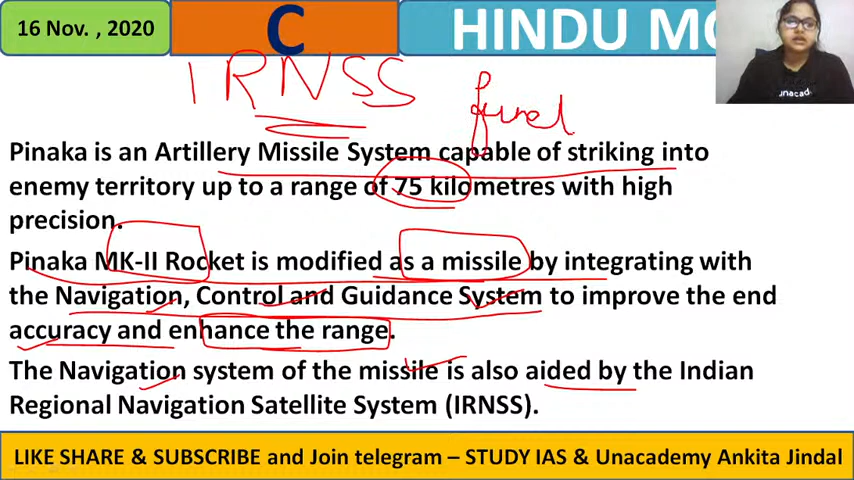 16 Nov. , 2020
C
HINDU MO
unacad
IRNSS
Pinaka is an Artillery Missile System capable of striking into
enemy territory up to a range of 75 kilometres with high
precision.
Pinaka MK-II Rocket is modified as a missile by integrating with
the Navigation, Control and Guidance System to improve the end
accuracy and enhance the range.
The Navigation system of the missile is also aided by the Indian
Regional Navigation Satellite System (IRNSS).
LIKE SHARE & SUBSCRIBE and Join telegram – STUDY IAS & Unacademy Ankita Jindal